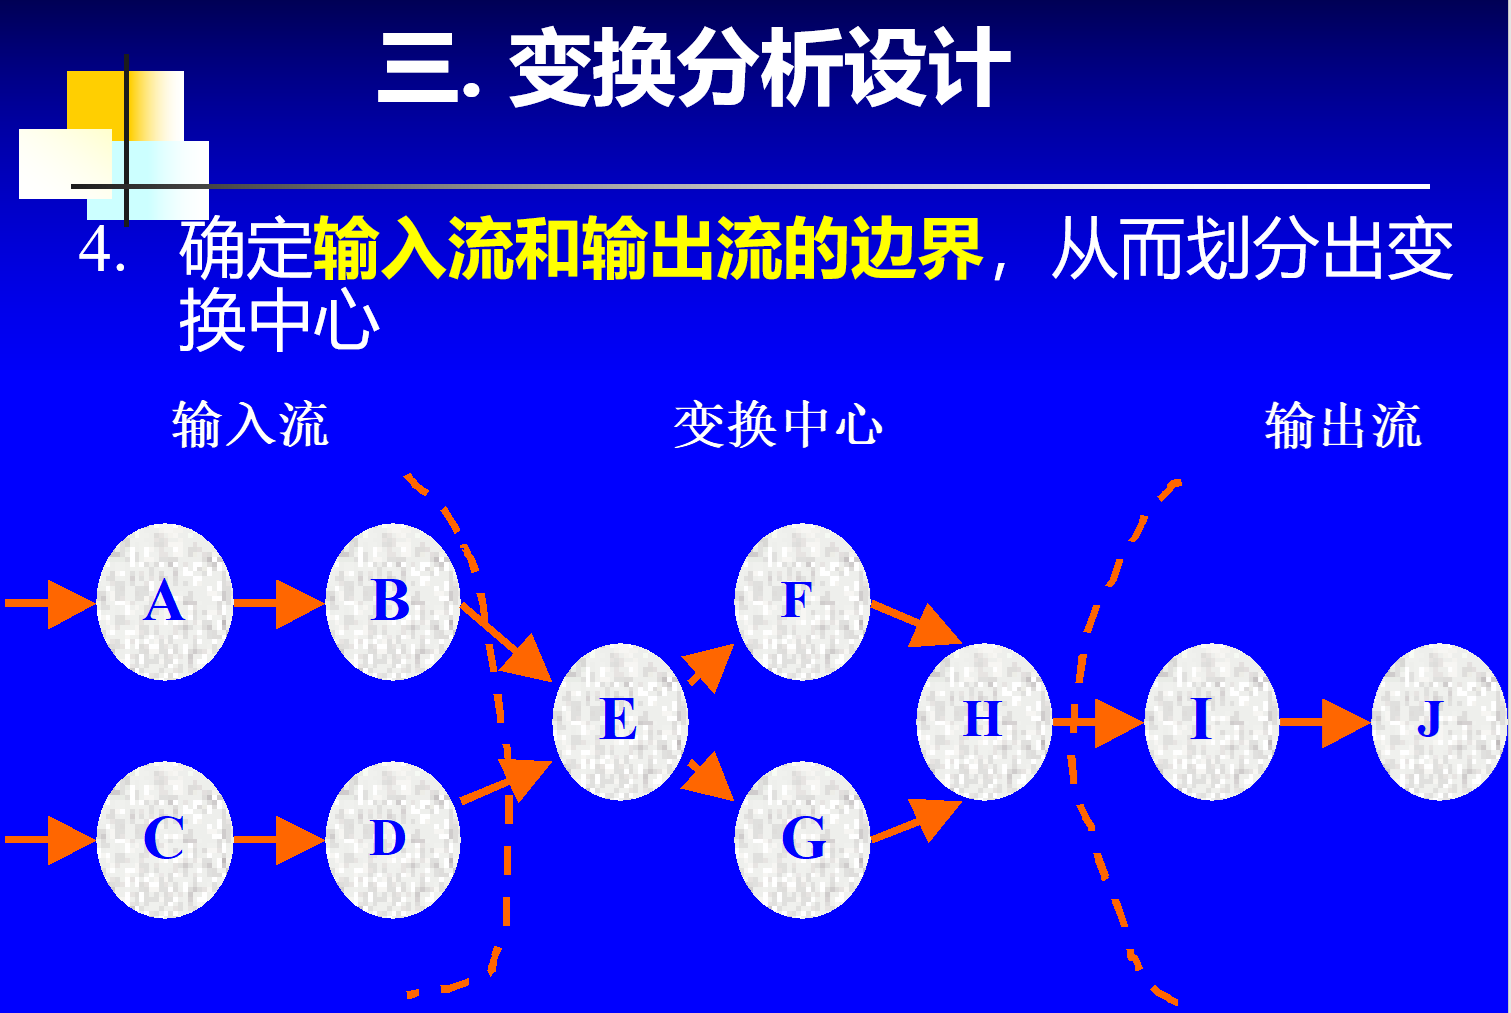 三. 变换分析设计
4. 确定输入流和输出流的边界，从而划分出变
换中心
输入流 变换中心 输出流
A B F
E H I J
C D G